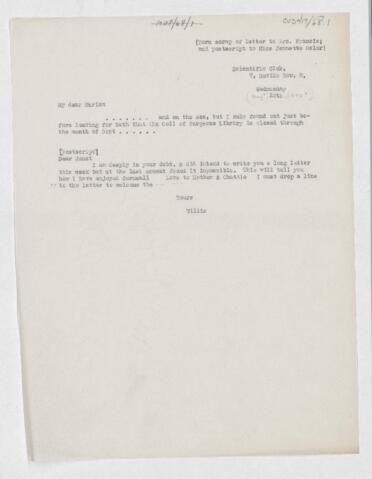 [Torn scrap of letter to Mrs. Francis;
and postscript to Miss Jennette Osler]
Scientific Club,
7, Savile Row, W.
Wednesday
My dear Marian
. . . . . . . and on the sea, but I only found out just be-
fore leaving for Bath that the Coll of Surgeons Library is closed through
the month of Sept . . . . . .
[Postscript]
Dear Janet
I am deeply in your debt, & did intend to write you a long letter
this week but at the last moment found it impossible. This will tell you
how I have enjoyed Cornwall Love to Mother & Chattie I must drop a line
to the latter to welcome the
Yours
Willie